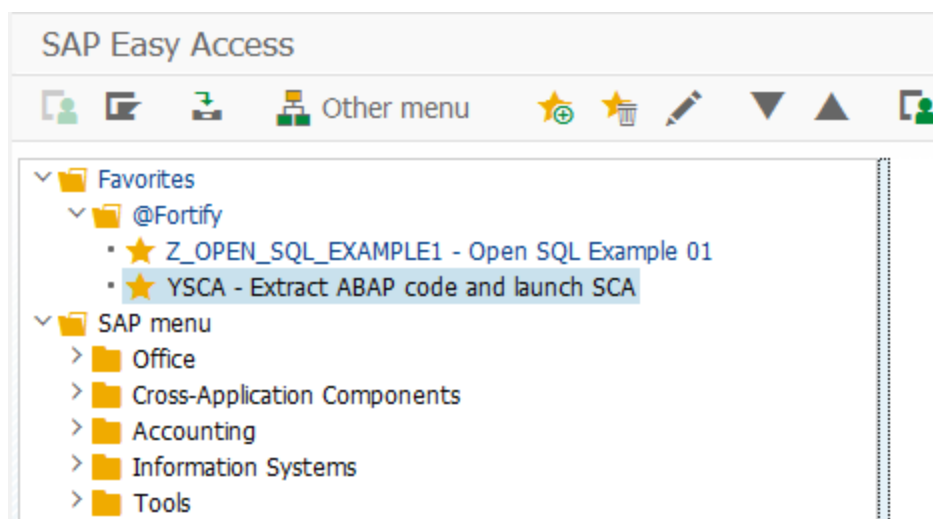 SAP Easy Access
Other menu
Favorites
@Fortify
Z_OPEN_SQL_EXAMPLE1 - Open SQL Example 01
YSCA - Extract ABAP code and launch SCA
SAP menu
Office
Cross-Application Components
Accounting
Information Systems
Tools